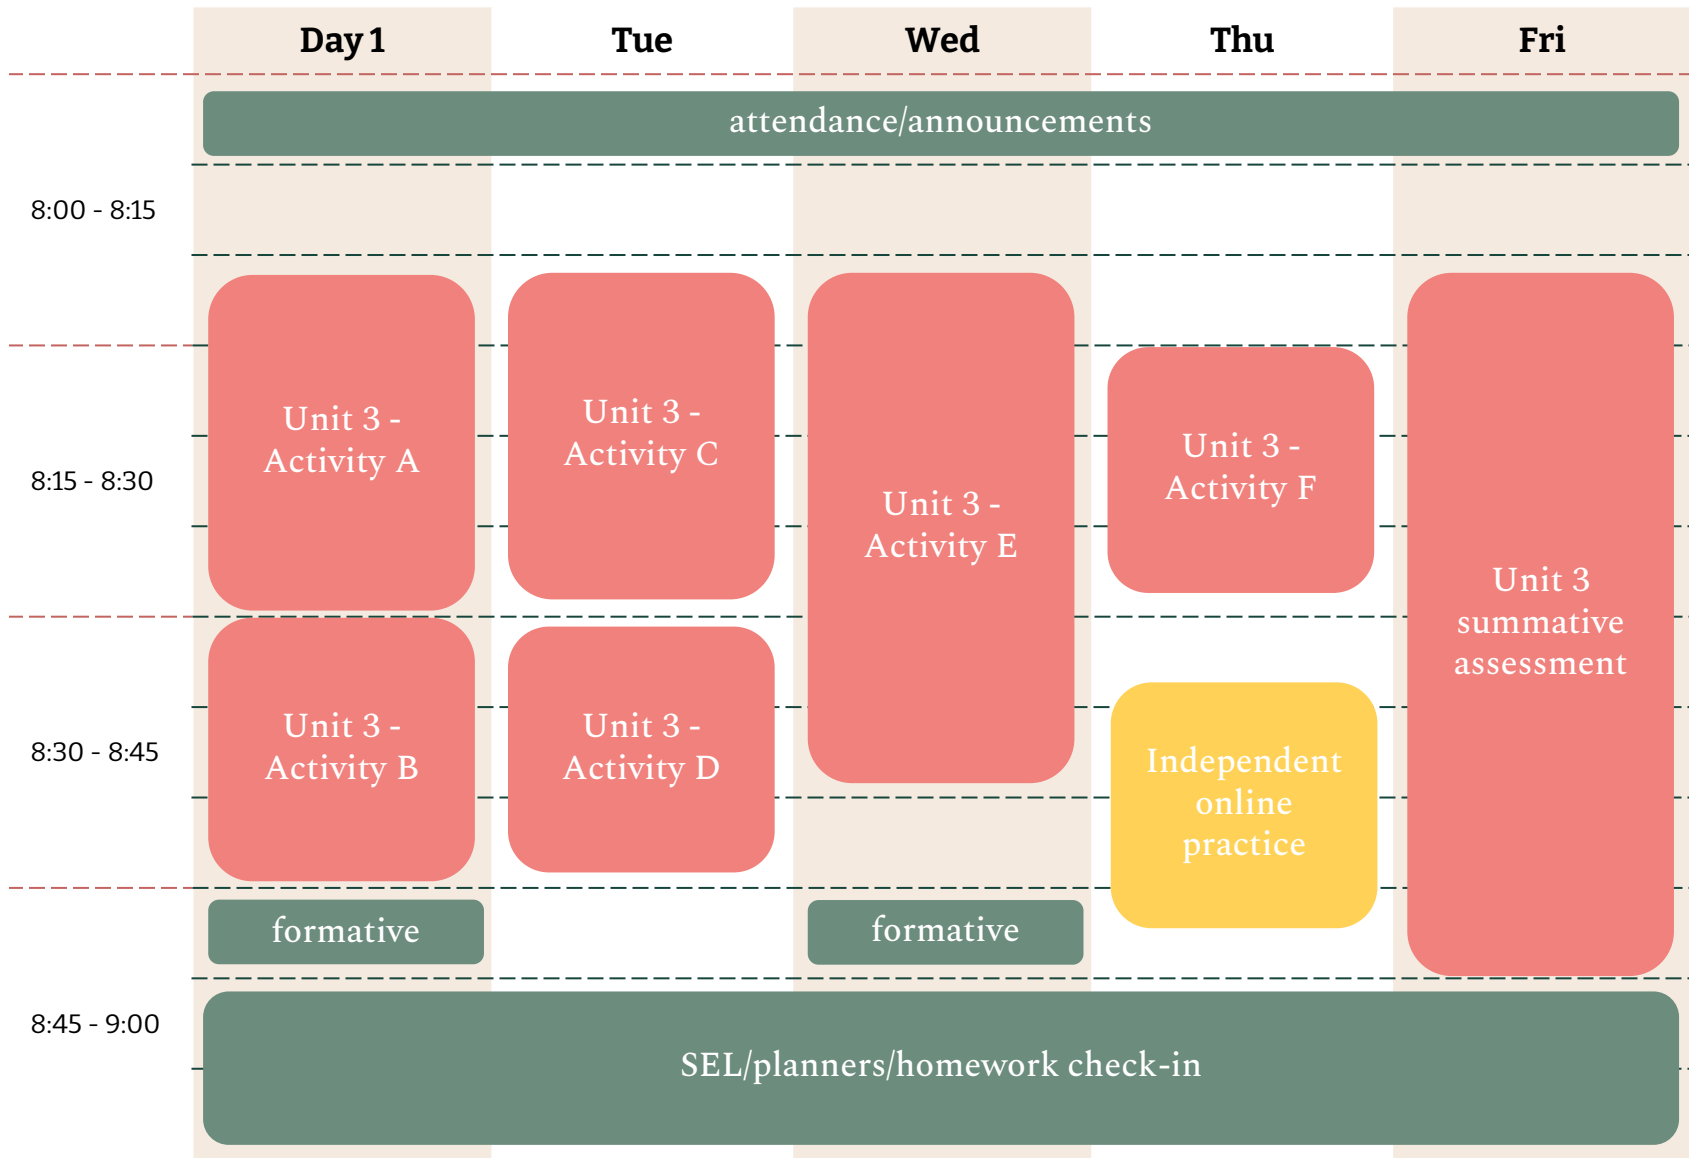 Day 1 Tue Wed Thu Fri
attendance/announcements
8:00 - 8:15
8:15 - 8:30
8:30 - 8:45
8:45 - 9:00
Unit 3 -
Activity A
Unit 3 -
Activity B
formative
Unit 3 -
Activity C
Unit 3 -
Activity D
Unit 3 -
Activity E
formative
Unit 3 -
Activity F
Independent
online
practice
Unit 3
summative
assessment
SEL/planners/homework check-in